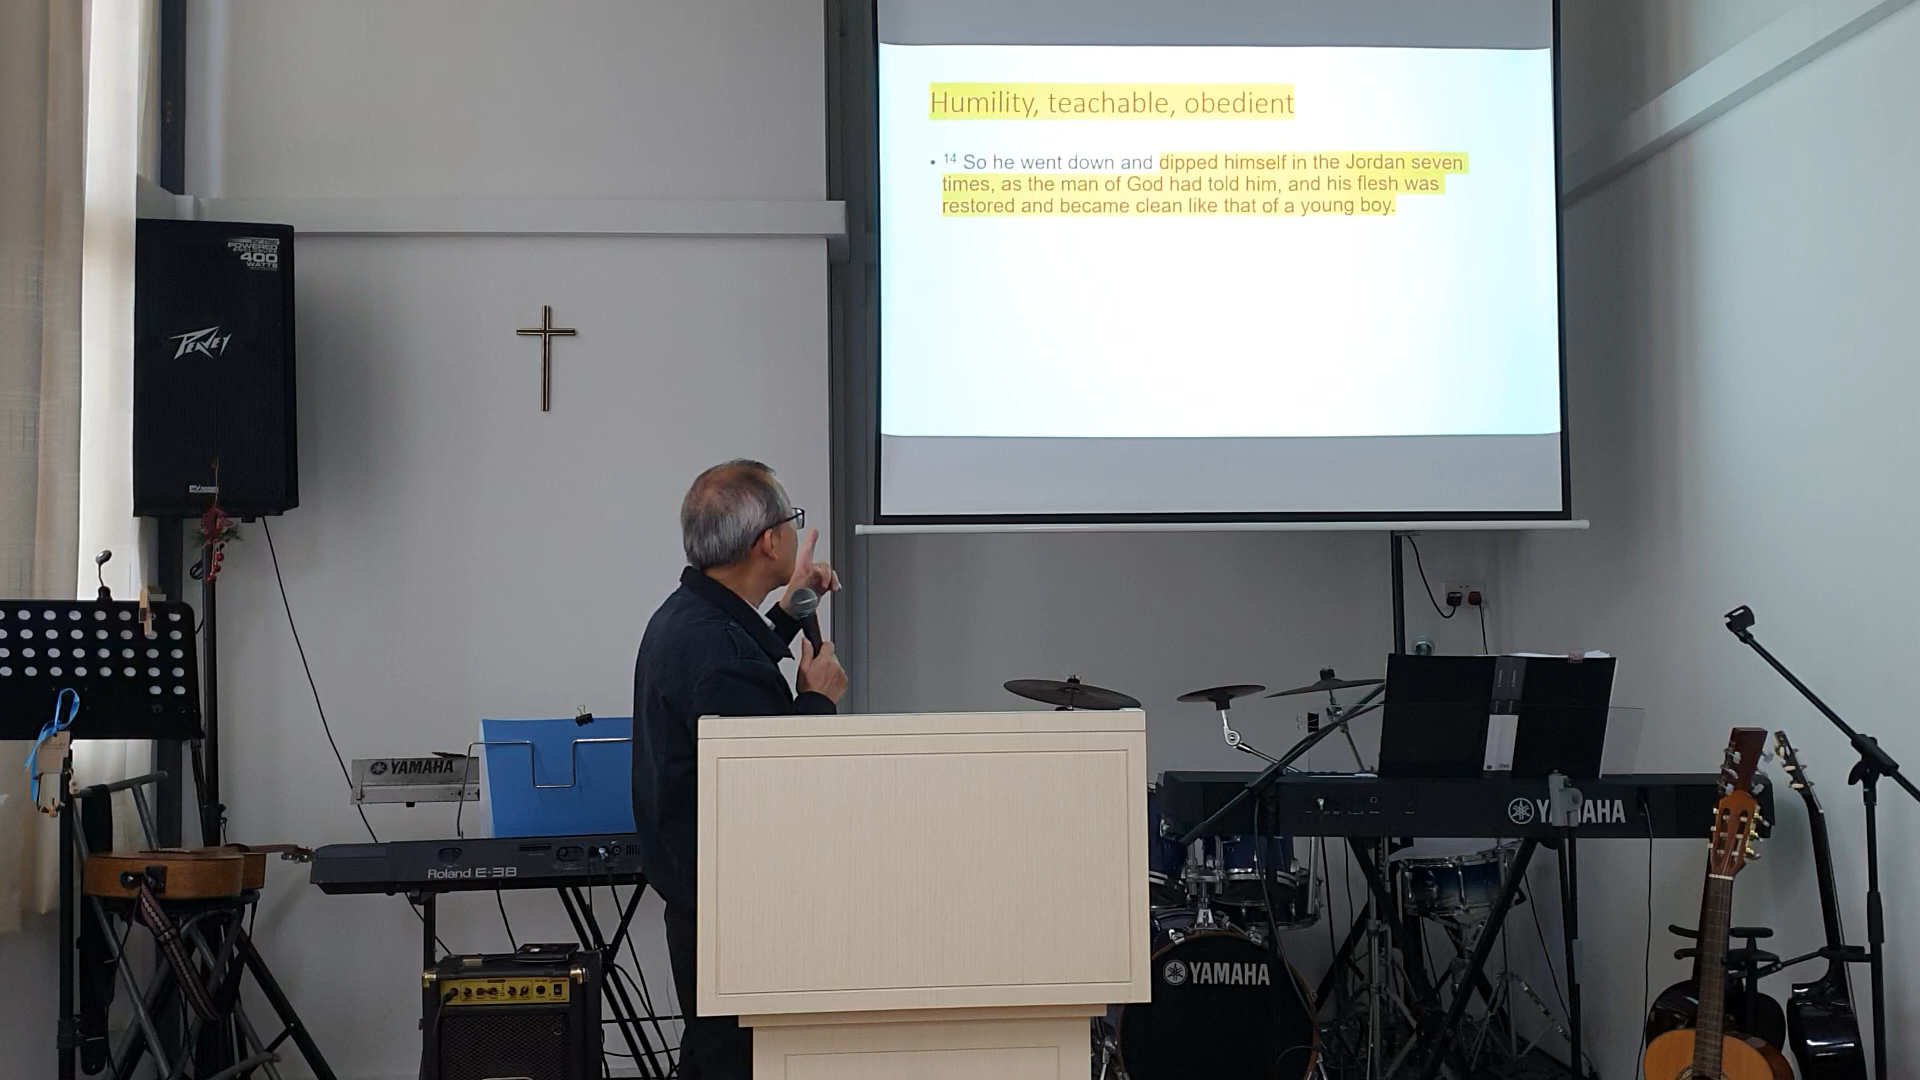 Humility, teachable, obedient
• 14 So he went down and dipped himself in the Jordan seven
times, as the man of God had told him, and his flesh was
restored and became clean like that of a young boy.
POWERED
400
WATTS
PEAVEY
YAMAHA
Roland E-38
YAMAHA
YAMAHA